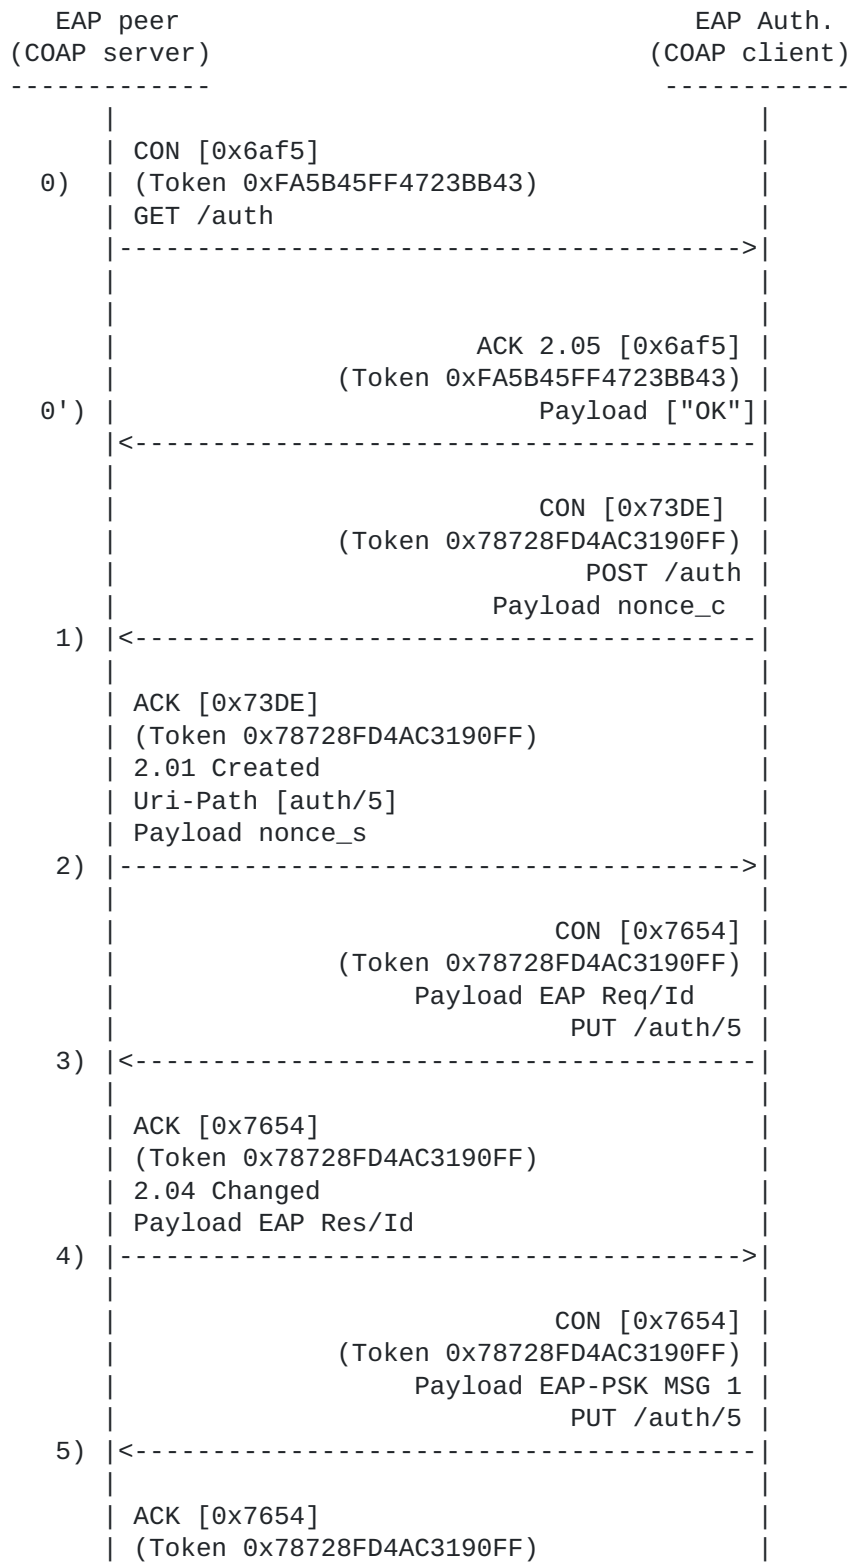 EAP peer                                 EAP Auth.
(COAP server)                            (COAP client)
-------------                             ------------
      |                                         |
      | CON [0x6af5]                            |
  0)  | (Token 0xFA5B45FF4723BB43)              |
      | GET /auth                               |
      |---------------------------------------->|
      |                                         |
      |                                         |
      |                       ACK 2.05 [0x6af5] |
      |              (Token 0xFA5B45FF4723BB43) |
  0') |                           Payload ["OK"]|
      |<----------------------------------------|
      |                                         |
      |                           CON [0x73DE]  |
      |              (Token 0x78728FD4AC3190FF) |
      |                              POST /auth |
      |                        Payload nonce_c  |
   1) |<----------------------------------------|
      |                                         |
      | ACK [0x73DE]                            |
      | (Token 0x78728FD4AC3190FF)              |
      | 2.01 Created                            |
      | Uri-Path [auth/5]                       |
      | Payload nonce_s                         |
   2) |---------------------------------------->|
      |                                         |
      |                            CON [0x7654] |
      |              (Token 0x78728FD4AC3190FF) |
      |                   Payload EAP Req/Id    |
      |                             PUT /auth/5 |
   3) |<----------------------------------------|
      |                                         |
      | ACK [0x7654]                            |
      | (Token 0x78728FD4AC3190FF)              |
      | 2.04 Changed                            |
      | Payload EAP Res/Id                      |
   4) |---------------------------------------->|
      |                                         |
      |                            CON [0x7654] |
      |              (Token 0x78728FD4AC3190FF) |
      |                   Payload EAP-PSK MSG 1 |
      |                             PUT /auth/5 |
   5) |<----------------------------------------|
      |                                         |
      | ACK [0x7654]                            |
      | (Token 0x78728FD4AC3190FF)              |